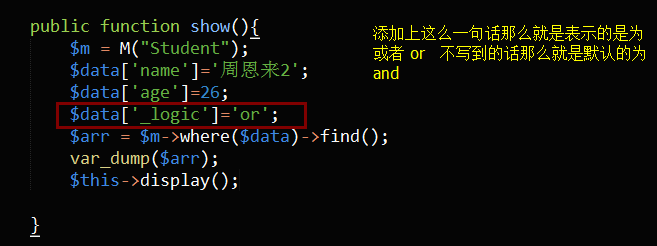 public function show(){
$m = M("Student");
$data['name']='周恩来2';
$data['age']=26;
$data['_logic']='or';
$arr = $m->where($data)->find();
var_dump($arr);
$this->display();
}
添加上这么一句话那么就是表示的是为
或者 or 不写到的话那么就是默认的为
and